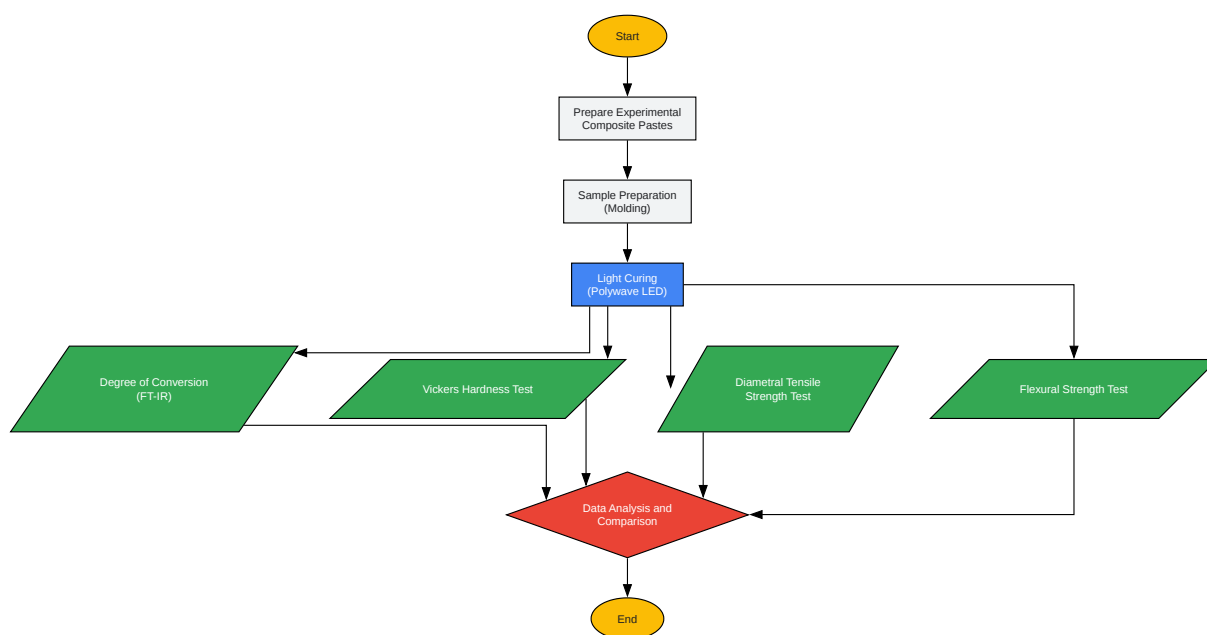 Start
Prepare Experimental
Composite Pastes
Sample Preparation
(Molding)
Light Curing
(Polywave LED)
Degree of Conversion
(FT-IR)
Vickers Hardness Test
Diametral Tensile
Strength Test
Flexural Strength Test
Data Analysis and
Comparison
End